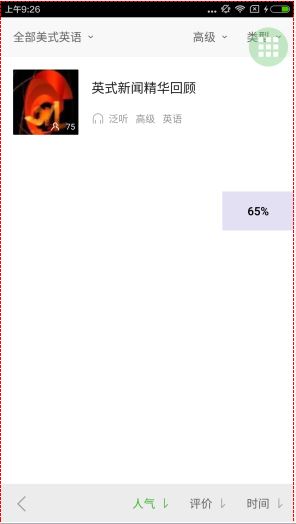 上午9:26
全部美式英语 高级 类型
英式新闻精华回顾
75
泛听 高级 英语
65%
人气 评价 时间